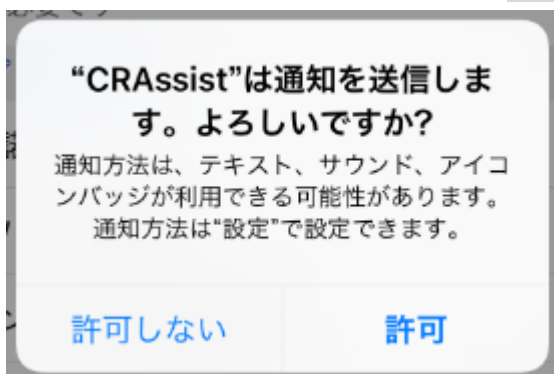 “CRAssist”は通知を送信しま
す。よろしいですか?
通知方法は、テキスト、サウンド、アイコ
ンバッジが利用できる可能性があります。
通知方法は“設定”で設定できます。
許可しない
許可